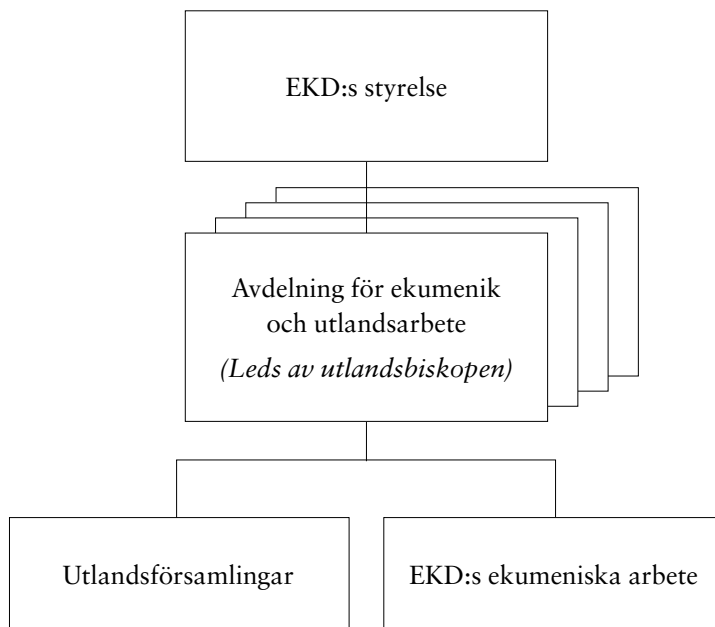 EKD:s styrelse
Avdelning för ekumenik
och utlandsarbete
(Leds av utlandsbiskopen)
Utlandsförsamlingar
EKD:s ekumeniska arbete